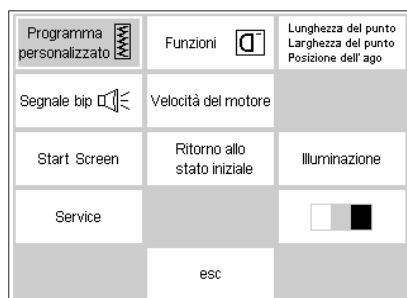 Programma
personalizzato
Funzioni
Lunghezza del punto
Larghezza del punto
Posizione dell'ago
Segnale bip
Velocità del motore
Start Screen
Ritorno allo
stato iniziale
Illuminazione
Service
esc